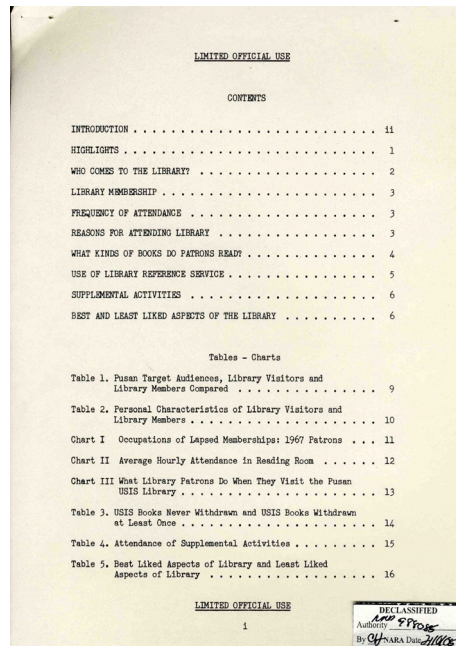 LIMITED OFFICIAL USE
CONTENTS
INTRODUCTION . . . . . . . . . . . . . . . . . . . . . . . . . . ii
HIGHLIGHTS . . . . . . . . . . . . . . . . . . . . . . . . . . . 1
WHO COMES TO THE LIBRARY? . . . . . . . . . . . . . . . . . . . . 2
LIBRARY MEMBERSHIP . . . . . . . . . . . . . . . . . . . . . . . 3
FREQUENCY OF ATTENDANCE . . . . . . . . . . . . . . . . . . . . 3
REASONS FOR ATTENDING LIBRARY . . . . . . . . . . . . . . . . . 3
WHAT KINDS OF BOOKS DO PATRONS READ? . . . . . . . . . . . . . . 4
USE OF LIBRARY REFERENCE SERVICE . . . . . . . . . . . . . . . . 5
SUPPLEMENTAL ACTIVITIES . . . . . . . . . . . . . . . . . . . . 6
BEST AND LEAST LIKED ASPECTS OF THE LIBRARY . . . . . . . . . . 6
Tables - Charts
Table 1. Pusan Target Audiences, Library Visitors and
Library Members Compared . . . . . . . . . . . . . . . 9
Table 2. Personal Characteristics of Library Visitors and
Library Members . . . . . . . . . . . . . . . . . . . . 10
Chart I Occupations of Lapsed Memberships: 1967 Patrons . . . 11
Chart II Average Hourly Attendance in Reading Room . . . . . . 12
Chart III What Library Patrons Do When They Visit the Pusan
USIS Library . . . . . . . . . . . . . . . . . . . . . 13
Table 3. USIS Books Never Withdrawn and USIS Books Withdrawn
at Least Once . . . . . . . . . . . . . . . . . . . . . 14
Table 4. Attendance of Supplemental Activities . . . . . . . . . 15
Table 5. Best Liked Aspects of Library and Least Liked
Aspects of Library . . . . . . . . . . . . . . . . . . 16
LIMITED OFFICIAL USE
i
DECLASSIFIED
Authority
By NARA Date